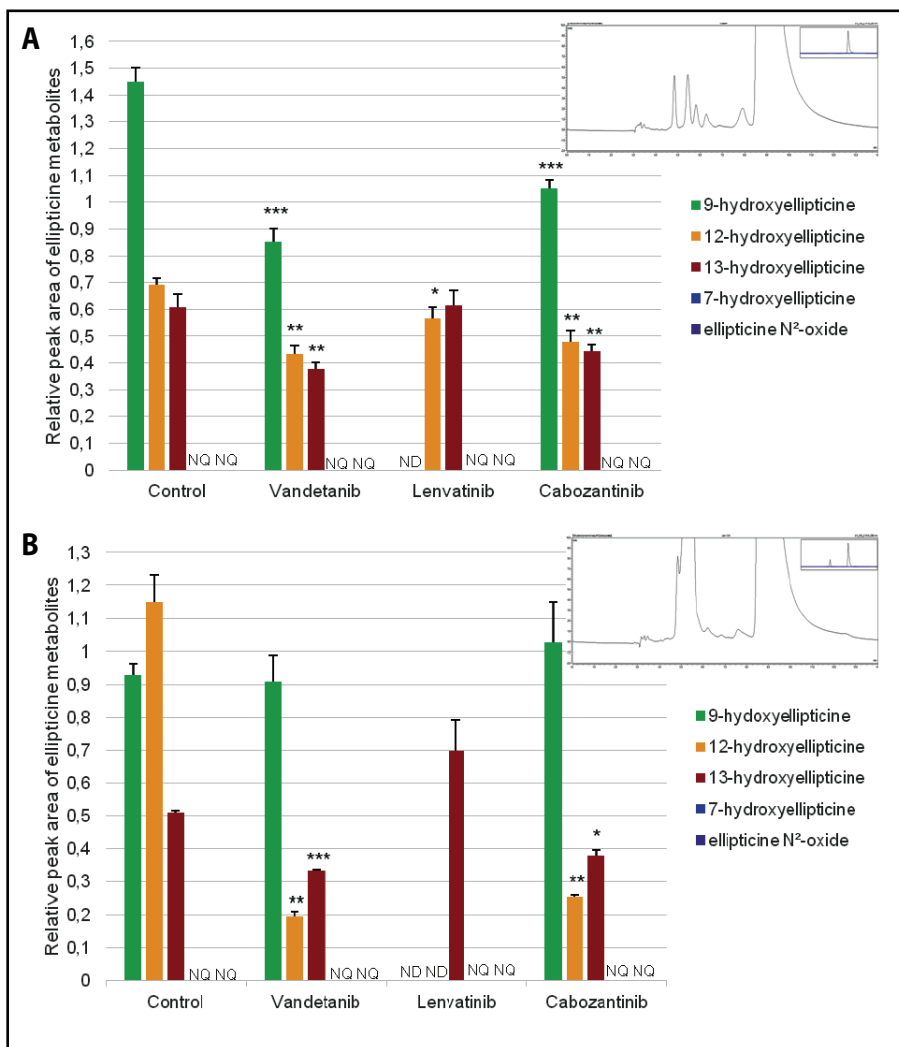 A
Relative peak area of ellipticine metabolites
1,6
1,5
1,4
1,3
1,2
1,1
1
0,9
0,8
0,7
0,6
0,5
0,4
0,3
0,2
0,1
0
NQ NQ
*** ** ** NQ NQ
ND * NQ NQ
*** ** ** NQ NQ
Control Vandetanib Lenvatinib Cabozantinib
9-hydroxyellipticine
12-hydroxyellipticine
13-hydroxyellipticine
7-hydroxyellipticine
ellipticine N²-oxide
B
Relative peak area of ellipticine metabolites
1,3
1,2
1,1
1
0,9
0,8
0,7
0,6
0,5
0,4
0,3
0,2
0,1
0
NQ NQ
** *** NQ NQ
ND ND NQ NQ
** * NQ NQ
Control Vandetanib Lenvatinib Cabozantinib
9-hydoxyellipticine
12-hydroxyellipticine
13-hydroxyellipticine
7-hydroxyellipticine
ellipticine N²-oxide